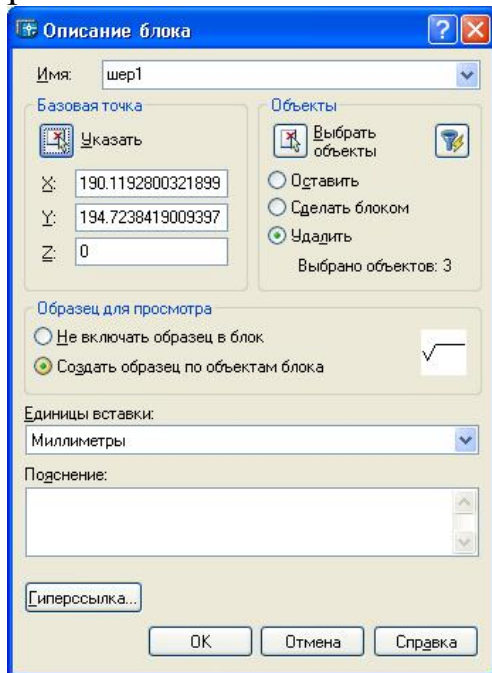 Описание блока
Имя: шер1
Базовая точка
Указать
X: 190.1192800321899
Y: 194.7238419009397
Z: 0
Объекты
Выбрать объекты
Оставить
Сделать блоком
Удалить
Выбрано объектов: 3
Образец для просмотра
Не включать образец в блок
Создать образец по объектам блока
Единицы вставки:
Миллиметры
Пояснение:
Гиперссылка...
OK Отмена Справка